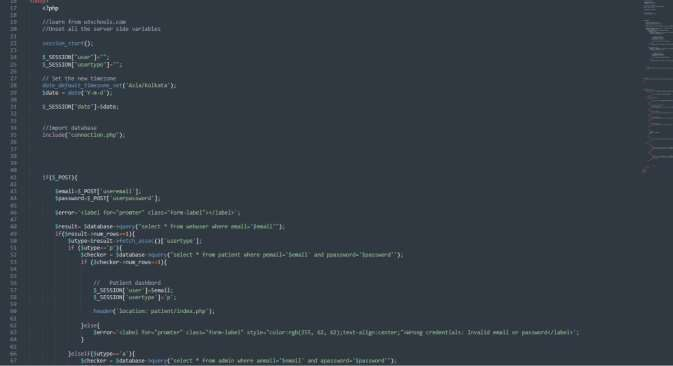 <body>
<?php
//learn from w3schools.com
//Unset all the server side variables
session_start();
$_SESSION["user"]="";
$_SESSION["usertype"]="";
// Set the new timezone
date_default_timezone_set('Asia/Kolkata');
$date = date('Y-m-d');
$_SESSION["date"]=$date;
//import database
include("connection.php");
if($_POST){
$email=$_POST['useremail'];
$password=$_POST['userpassword'];
$error='<label for="promter" class="form-label"></label>';
$result= $database->query("select * from webuser where email='$email'");
if($result->num_rows==1){
$utype=$result->fetch_assoc()['usertype'];
if ($utype=='p'){
$checker = $database->query("select * from patient where pemail='$email' and ppassword='$password'");
if ($checker->num_rows==1){
// Patient dashbord
$_SESSION['user']=$email;
$_SESSION['usertype']='p';
header('location: patient/index.php');
}else{
$error='<label for="promter" class="form-label" style="color:rgb(255, 62, 62);text-align:center;">Wrong credentials: Invalid email or password</label>';
}
}elseif($utype=='a'){
$checker = $database->query("select * from admin where aemail='$email' and apassword='$password'");